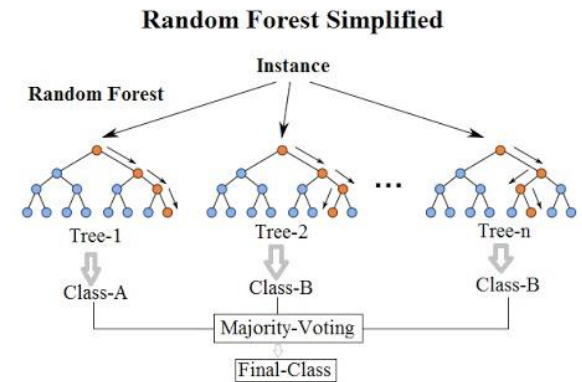 Random Forest Simplified
Instance
Random Forest
...
Tree-1
Tree-2
Tree-n
Class-A
Class-B
Class-B
Majority-Voting
Final-Class